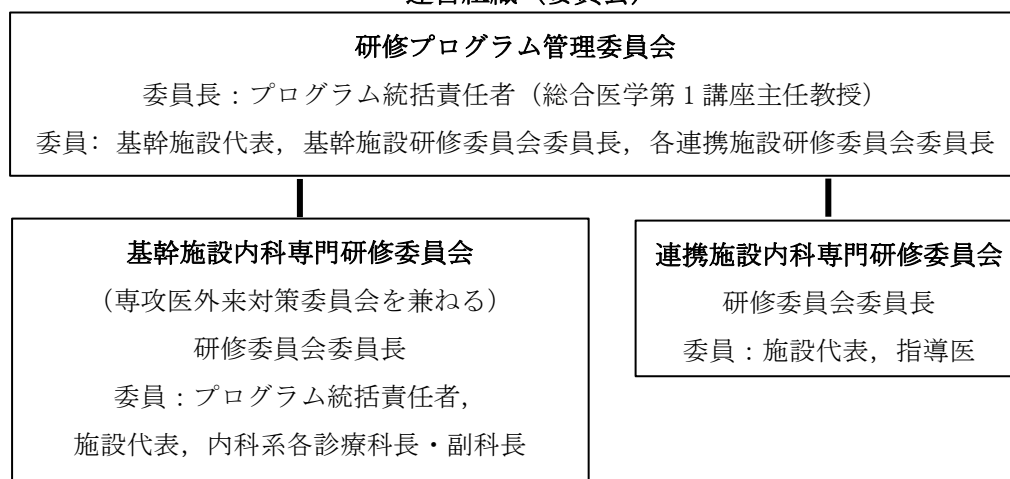 研修プログラム管理委員会
委員長：プログラム統括責任者（総合医学第１講座主任教授）
委員：基幹施設代表，基幹施設研修委員会委員長，各連携施設研修委員会委員長
基幹施設内科専門研修委員会
（専攻医外来対策委員会を兼ねる）
研修委員会委員長
委員：プログラム統括責任者，
施設代表，内科系各診療科長・副科長
連携施設内科専門研修委員会
研修委員会委員長
委員：施設代表，指導医